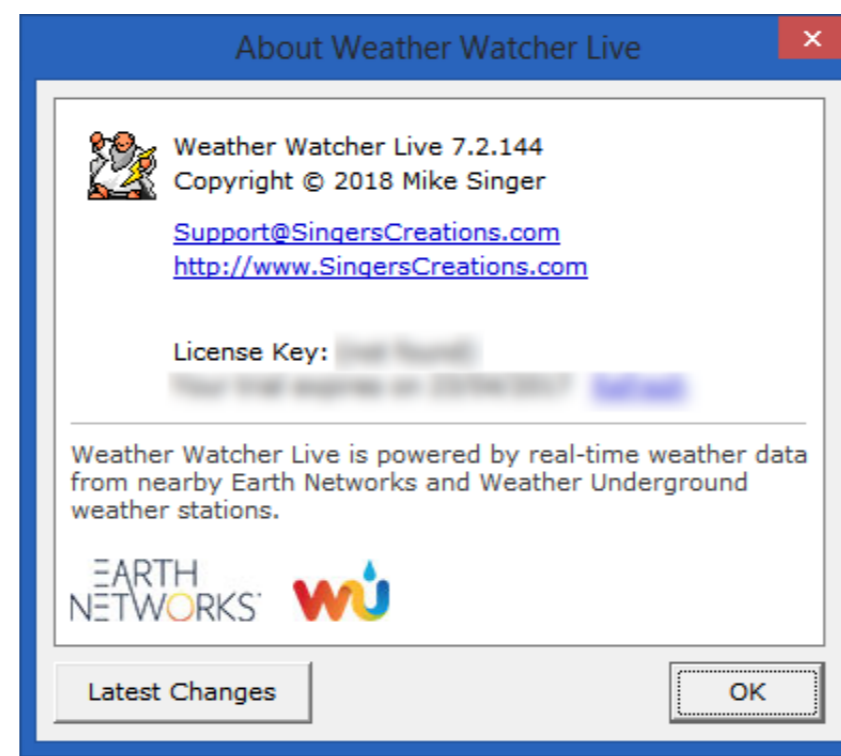 About Weather Watcher Live
Weather Watcher Live 7.2.144
Copyright © 2018 Mike Singer
Support@SingersCreations.com
http://www.SingersCreations.com
License Key:
Weather Watcher Live is powered by real-time weather data
from nearby Earth Networks and Weather Underground
weather stations.
EARTH
NETWORKS
wu
Latest Changes
OK